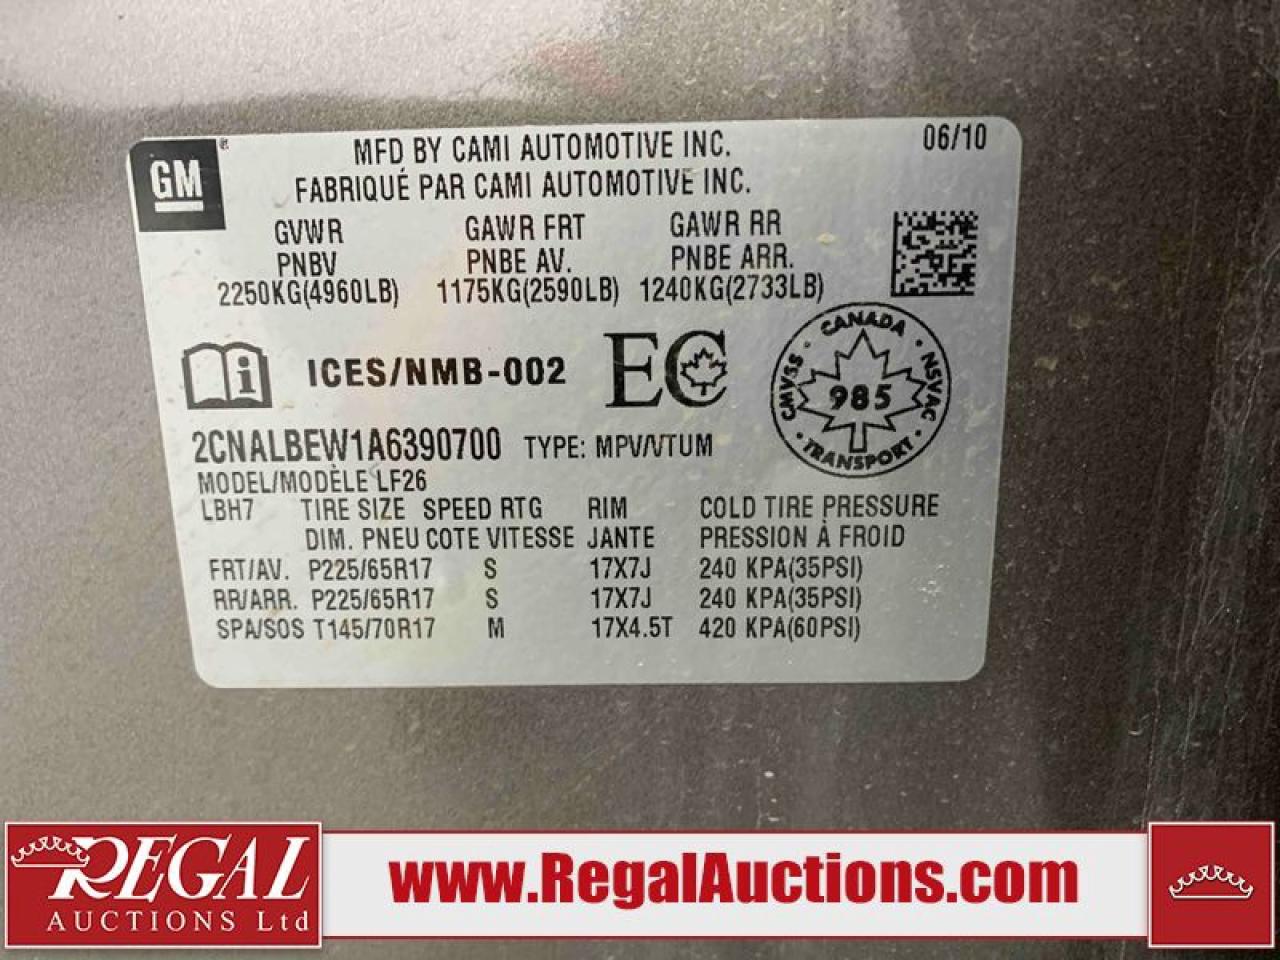 GM®
MFD BY CAMI AUTOMOTIVE INC. 06/10
FABRIQUÉ PAR CAMI AUTOMOTIVE INC.
GVWR GAWR FRT GAWR RR
PNBV PNBE AV. PNBE ARR.
2250KG(4960LB) 1175KG(2590LB) 1240KG(2733LB)
ICES/NMB-002 EC
CANADA · NSVAC · TRANSPORT · CMVSS ·
985
2CNALBEW1A6390700 TYPE: MPV/VTUM
MODEL/MODÈLE LF26
LBH7 TIRE SIZE SPEED RTG RIM COLD TIRE PRESSURE
DIM. PNEU COTE VITESSE JANTE PRESSION À FROID
FRT/AV. P225/65R17 S 17X7J 240 KPA(35PSI)
RR/ARR. P225/65R17 S 17X7J 240 KPA(35PSI)
SPA/SOS T145/70R17 M 17X4.5T 420 KPA(60PSI)
REGAL
AUCTIONS Ltd
www.RegalAuctions.com